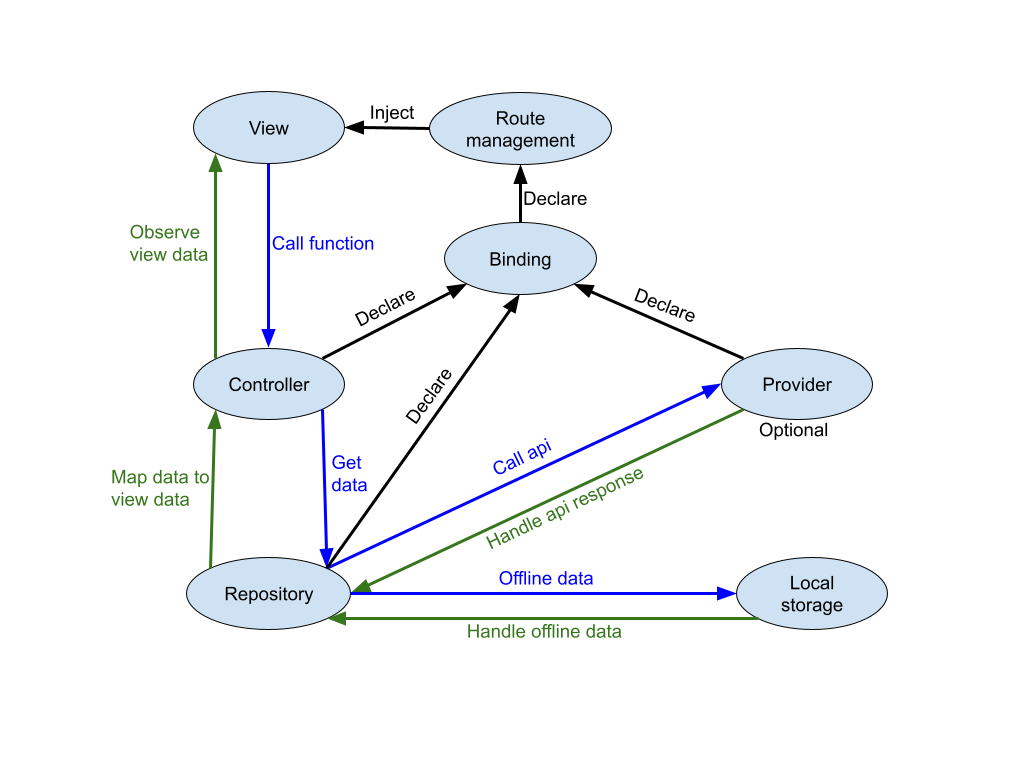 Inject
View
Route
management
Declare
Observe
view data
Call function
Binding
Declare
Declare
Controller
Declare
Provider
Optional
Call api
Get
data
Map data to
view data
Handle api response
Offline data
Repository
Local
storage
Handle offline data